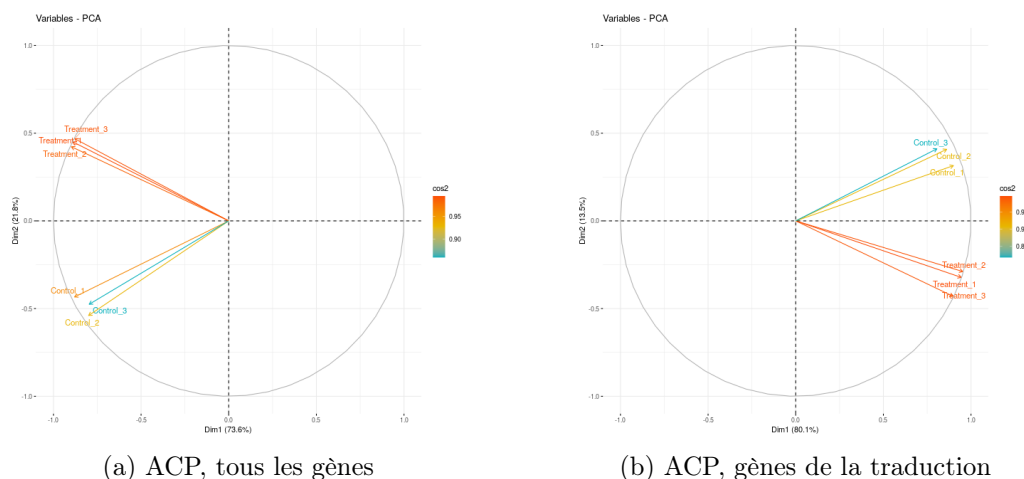 Variables - PCA
1.0
0.5
0.0
-0.5
-1.0
Dim2 (21.8%)
Treatment_3
Treatment_2
Control_1
Control_3
Control_2
-1.0 -0.5 0.0 0.5 1.0
Dim1 (73.6%)
cos2
0.95
0.90
(a) ACP, tous les gènes
Variables - PCA
1.0
0.5
0.0
-0.5
-1.0
Dim2 (13.5%)
Control_3
Control_2
Control_1
Treatment_2
Treatment_1
Treatment_3
-1.0 -0.5 0.0 0.5 1.0
Dim1 (80.1%)
cos2
(b) ACP, gènes de la traduction